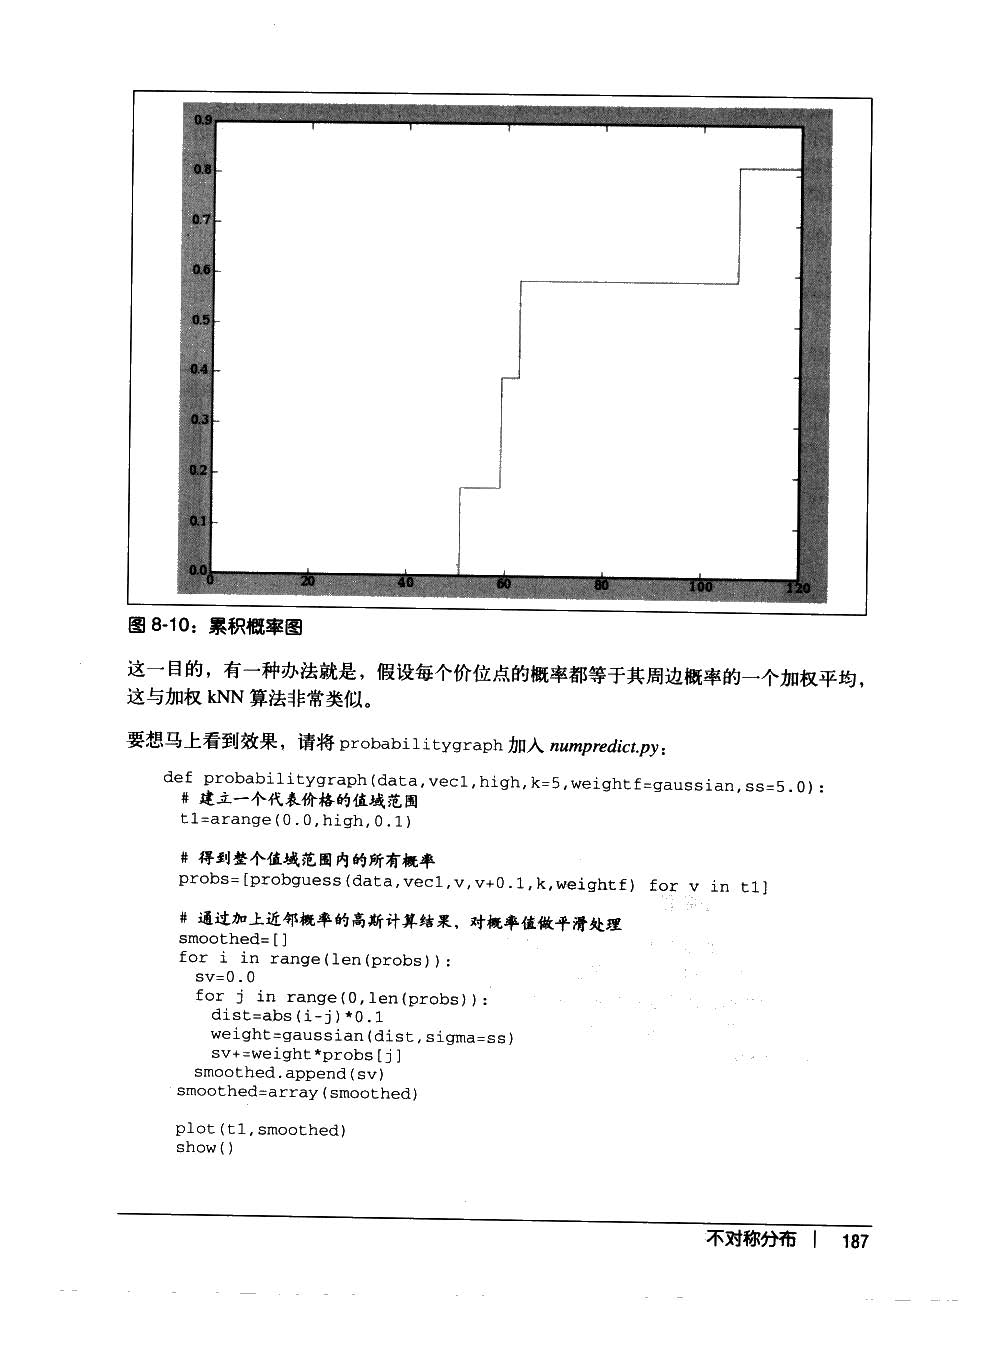 0.9
0.8
0.7
0.6
0.5
0.4
0.3
0.2
0.1
0.0
0 20 40 60 80 100 120
图 8-10：累积概率图
这一目的，有一种办法就是，假设每个价位点的概率都等于其周边概率的一个加权平均，
这与加权 kNN 算法非常类似。
要想马上看到效果，请将 probabilitygraph 加入 numpredict.py：
def probabilitygraph(data,vec1,high,k=5,weightf=gaussian,ss=5.0):
# 建立一个代表价格的值域范围
t1=arange(0.0,high,0.1)
# 得到整个值域范围内的所有概率
probs=[probguess(data,vec1,v,v+0.1,k,weightf) for v in t1]
# 通过加上近邻概率的高斯计算结果，对概率值做平滑处理
smoothed=[]
for i in range(len(probs)):
sv=0.0
for j in range(0,len(probs)):
dist=abs(i-j)*0.1
weight=gaussian(dist,sigma=ss)
sv+=weight*probs[j]
smoothed.append(sv)
smoothed=array(smoothed)
plot(t1,smoothed)
show()
不对称分布 | 187